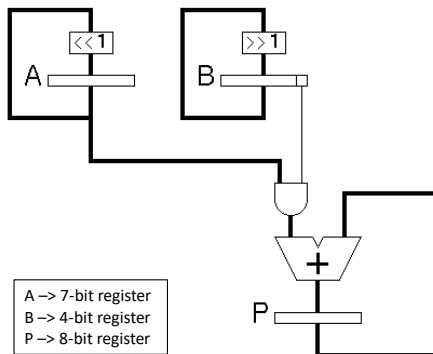 << 1
>> 1
A
B
+
P
A –> 7-bit register
B –> 4-bit register
P –> 8-bit register